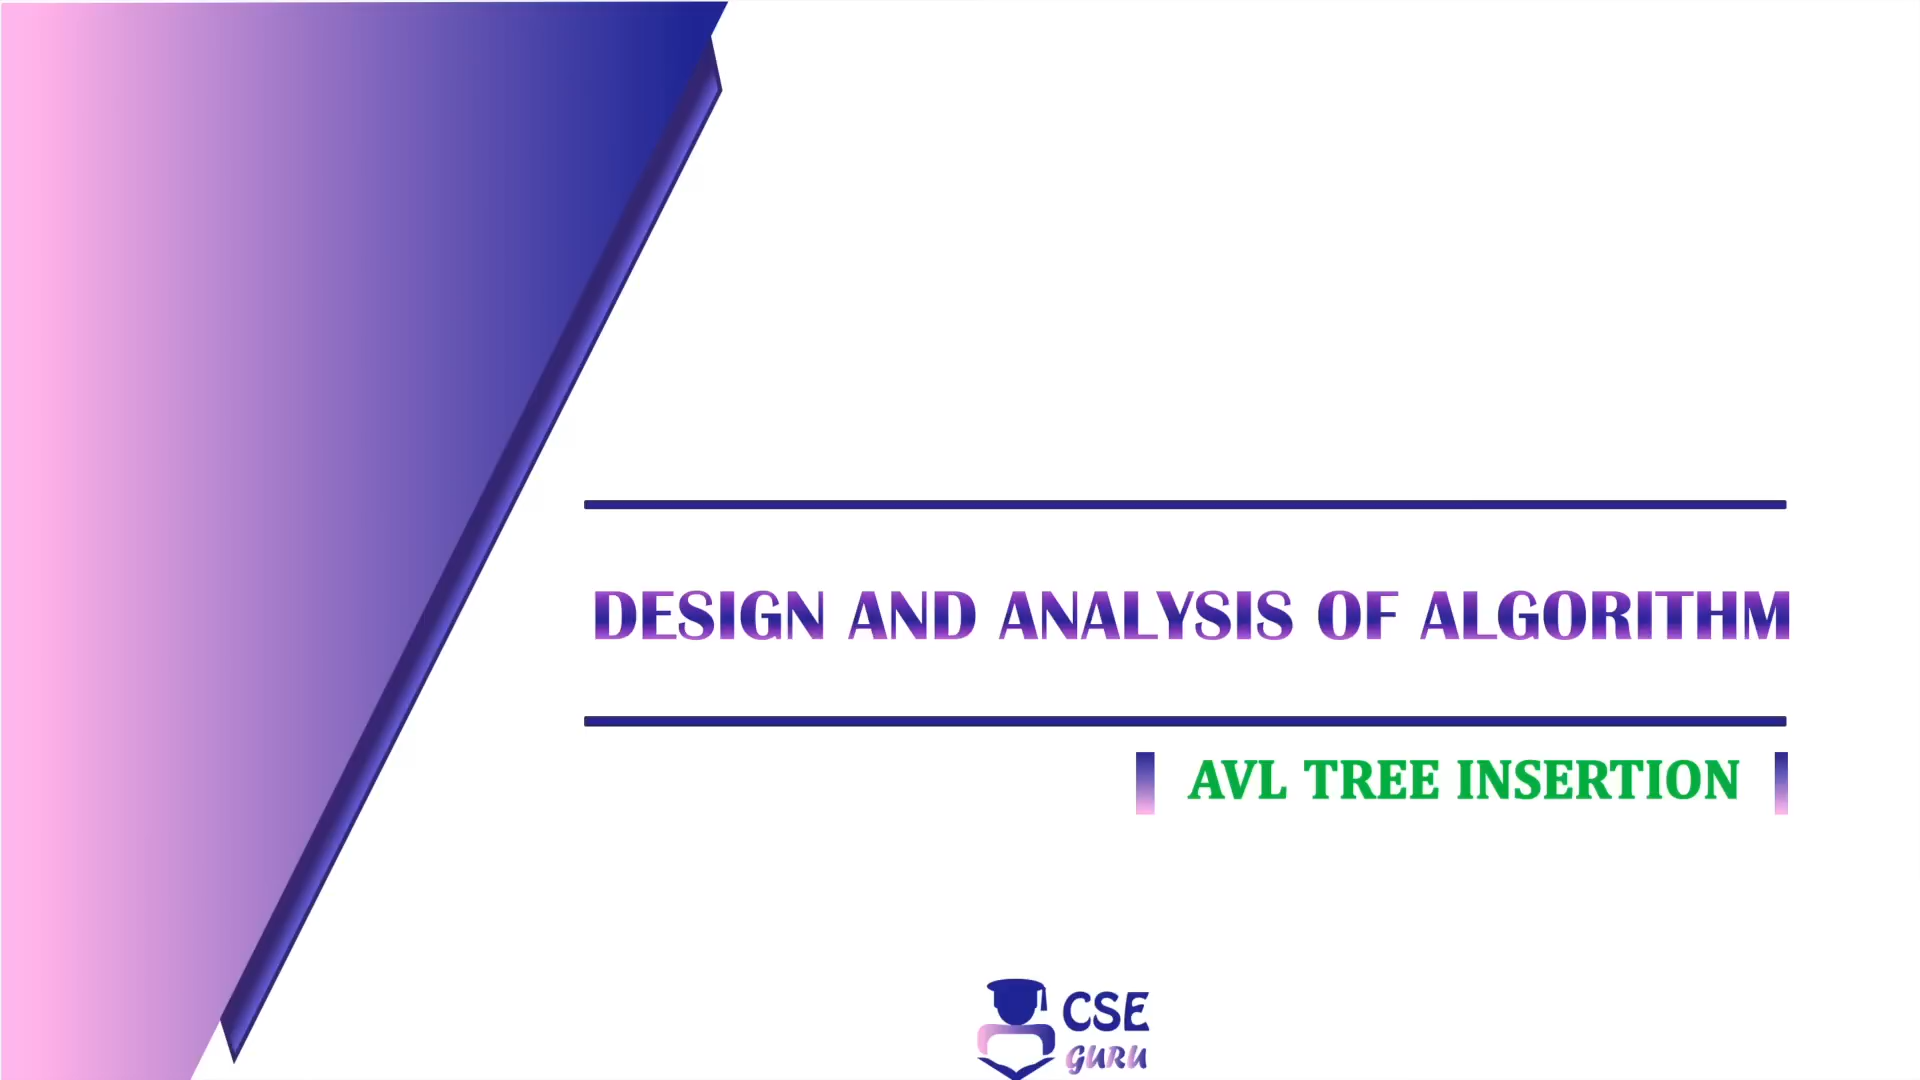 DESIGN AND ANALYSIS OF ALGORITHM
AVL TREE INSERTION
CSE
GURU